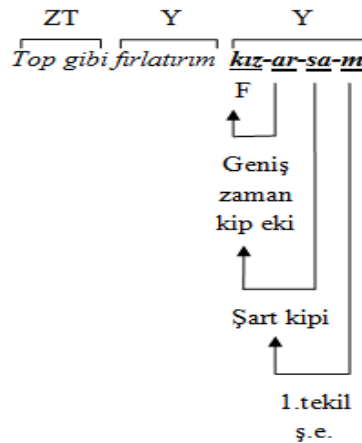 ZT Y Y
Top gibi fırlatırım kız-ar-sa-m
F
Geniş
zaman
kip eki
Şart kipi
1.tekil
ş.e.